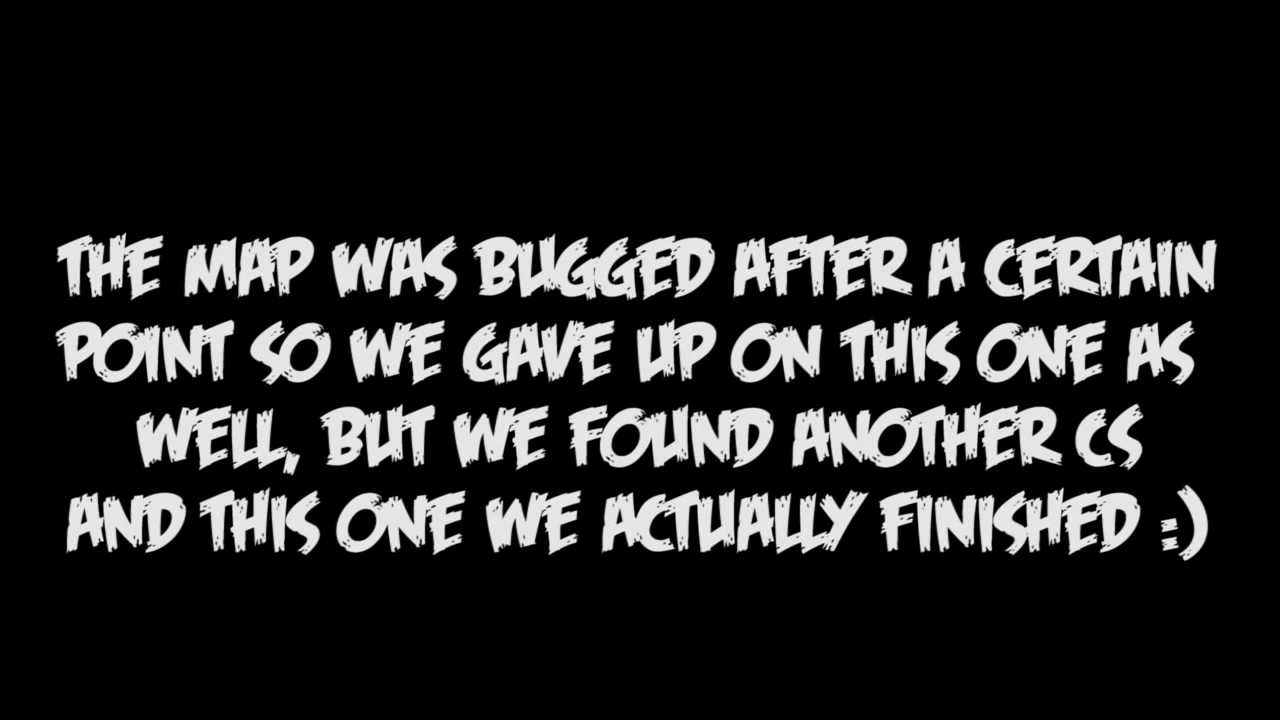 THE MAP WAS BUGGED AFTER A CERTAIN
POINT SO WE GAVE UP ON THIS ONE AS
WELL, BUT WE FOUND ANOTHER CS
AND THIS ONE WE ACTUALLY FINISHED :)